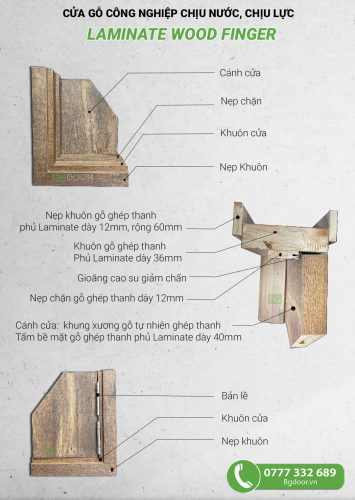 CỬA GỖ CÔNG NGHIỆP CHỊU NƯỚC, CHỊU LỰC
LAMINATE WOOD FINGER
Cánh cửa
Nẹp chặn
Khuôn cửa
Nẹp Khuôn
BGDOOR
Nẹp khuôn gỗ ghép thanh
phủ Laminate dày 12mm, rộng 60mm
Khuôn gỗ ghép thanh
Phủ Laminate dày 36mm
Gioăng cao su giảm chấn
Nẹp chặn gỗ ghép thanh dày 12mm
Cánh cửa: khung xương gỗ tự nhiên ghép thanh
Tấm bề mặt gỗ ghép thanh phủ Laminate dày 40mm
BGDOOR
Bản lề
Khuôn cửa
Nẹp khuôn
BGDOOR
0777 332 689
Bgdoor.vn